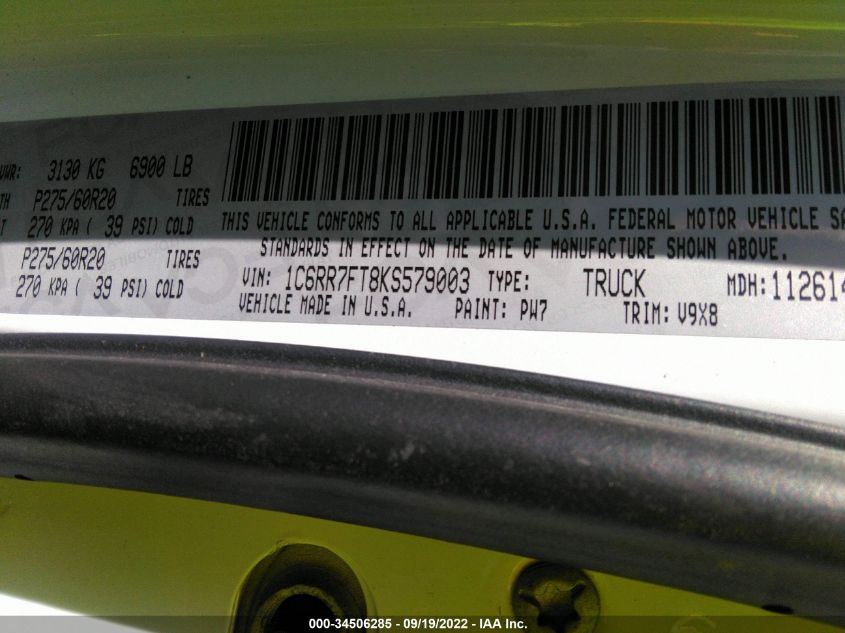 VWR: 3130 KG 6900 LB
TH P275/60R20 TIRES
T 270 KPA ( 39 PSI) COLD
P275/60R20 TIRES
270 KPA ( 39 PSI) COLD
THIS VEHICLE CONFORMS TO ALL APPLICABLE U.S.A. FEDERAL MOTOR VEHICLE SA
STANDARDS IN EFFECT ON THE DATE OF MANUFACTURE SHOWN ABOVE.
VIN: 1C6RR7FT8KS579003 TYPE: TRUCK MDH: 112614
VEHICLE MADE IN U.S.A. PAINT: PW7 TRIM: V9X8
000-34506285 - 09/19/2022 - IAA Inc.